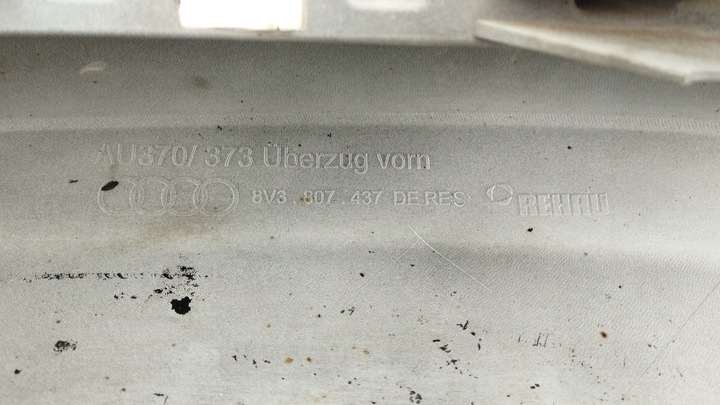 AU370/ 373 Überzug vorn
8V3 . 807 . 437 DE RES REHAU